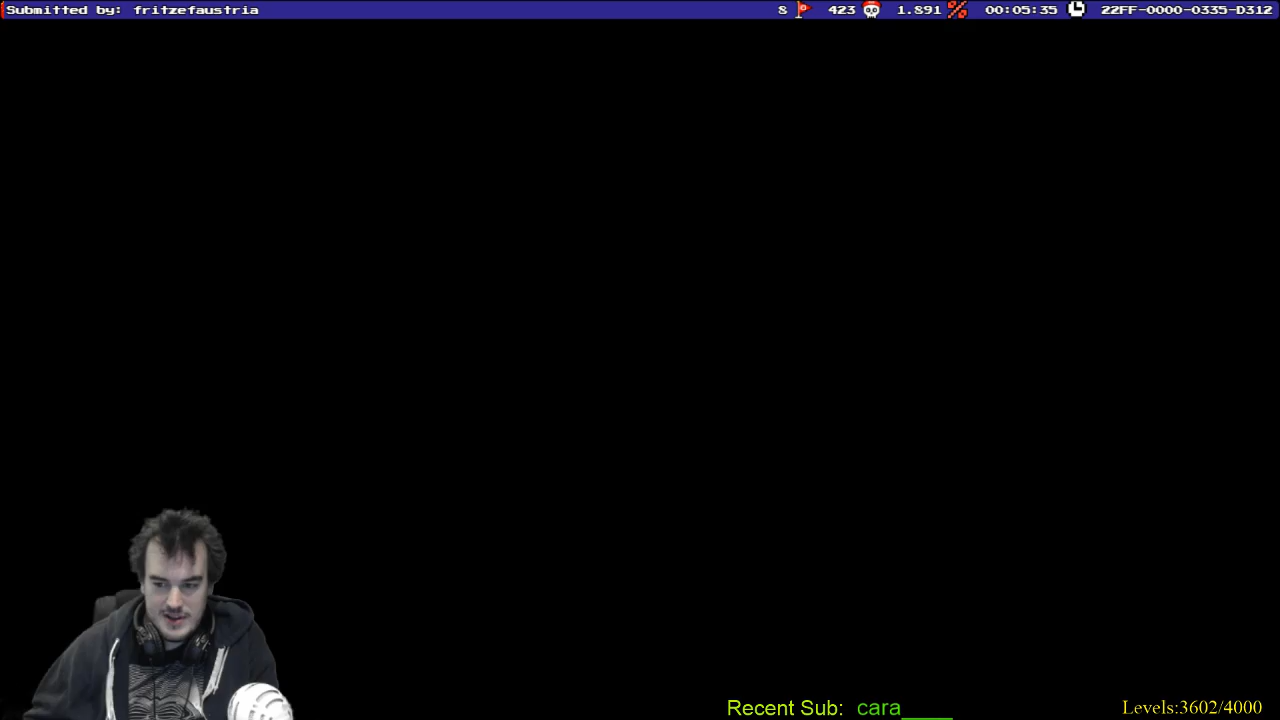 Submitted by: fritzefaustria 8 423 1.891 % 00:05:35 22FF-0000-0335-D312
Recent Sub: cara____ Levels:3602/4000